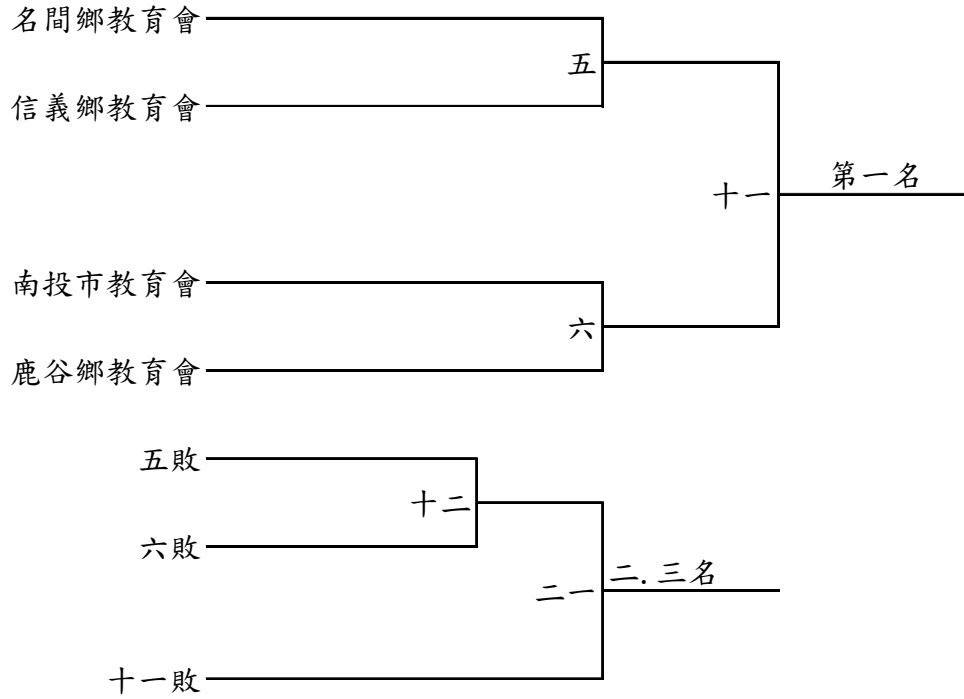 名間鄉教育會
五
信義鄉教育會
十一
第一名
南投市教育會
六
鹿谷鄉教育會
五敗
十二
六敗
二一
二.三名
十一敗